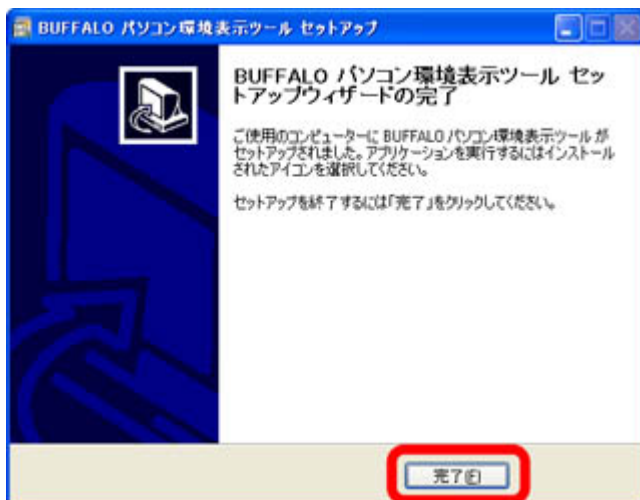 BUFFALO パソコン環境表示ツール セットアップ
BUFFALO パソコン環境表示ツール セッ
トアップウィザードの完了
ご使用のコンピューターに BUFFALO パソコン環境表示ツール が
セットアップされました。アプリケーションを実行するにはインストール
されたアイコンを選択してください。
セットアップを終了するには「完了」をクリックしてください。
完了(F)